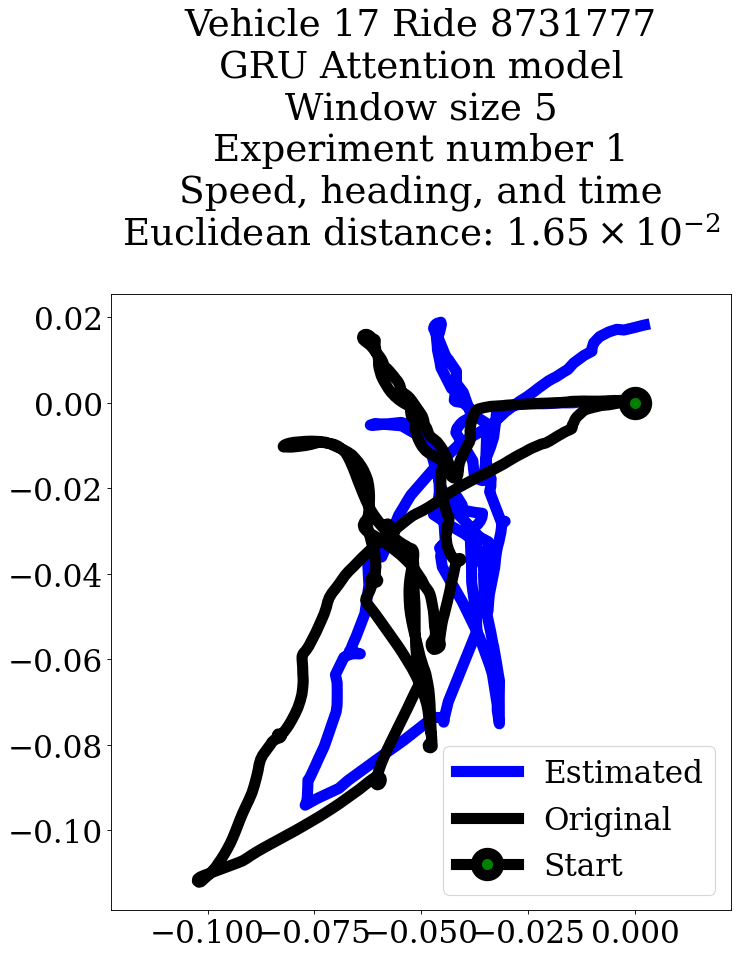 Vehicle 17 Ride 8731777
GRU Attention model
Window size 5
Experiment number 1
Speed, heading, and time
Euclidean distance: 1.65 × 10⁻²
0.02
0.00
−0.02
−0.04
−0.06
−0.08
−0.10
Estimated
Original
Start
−0.100 −0.075 −0.050 −0.025 0.000